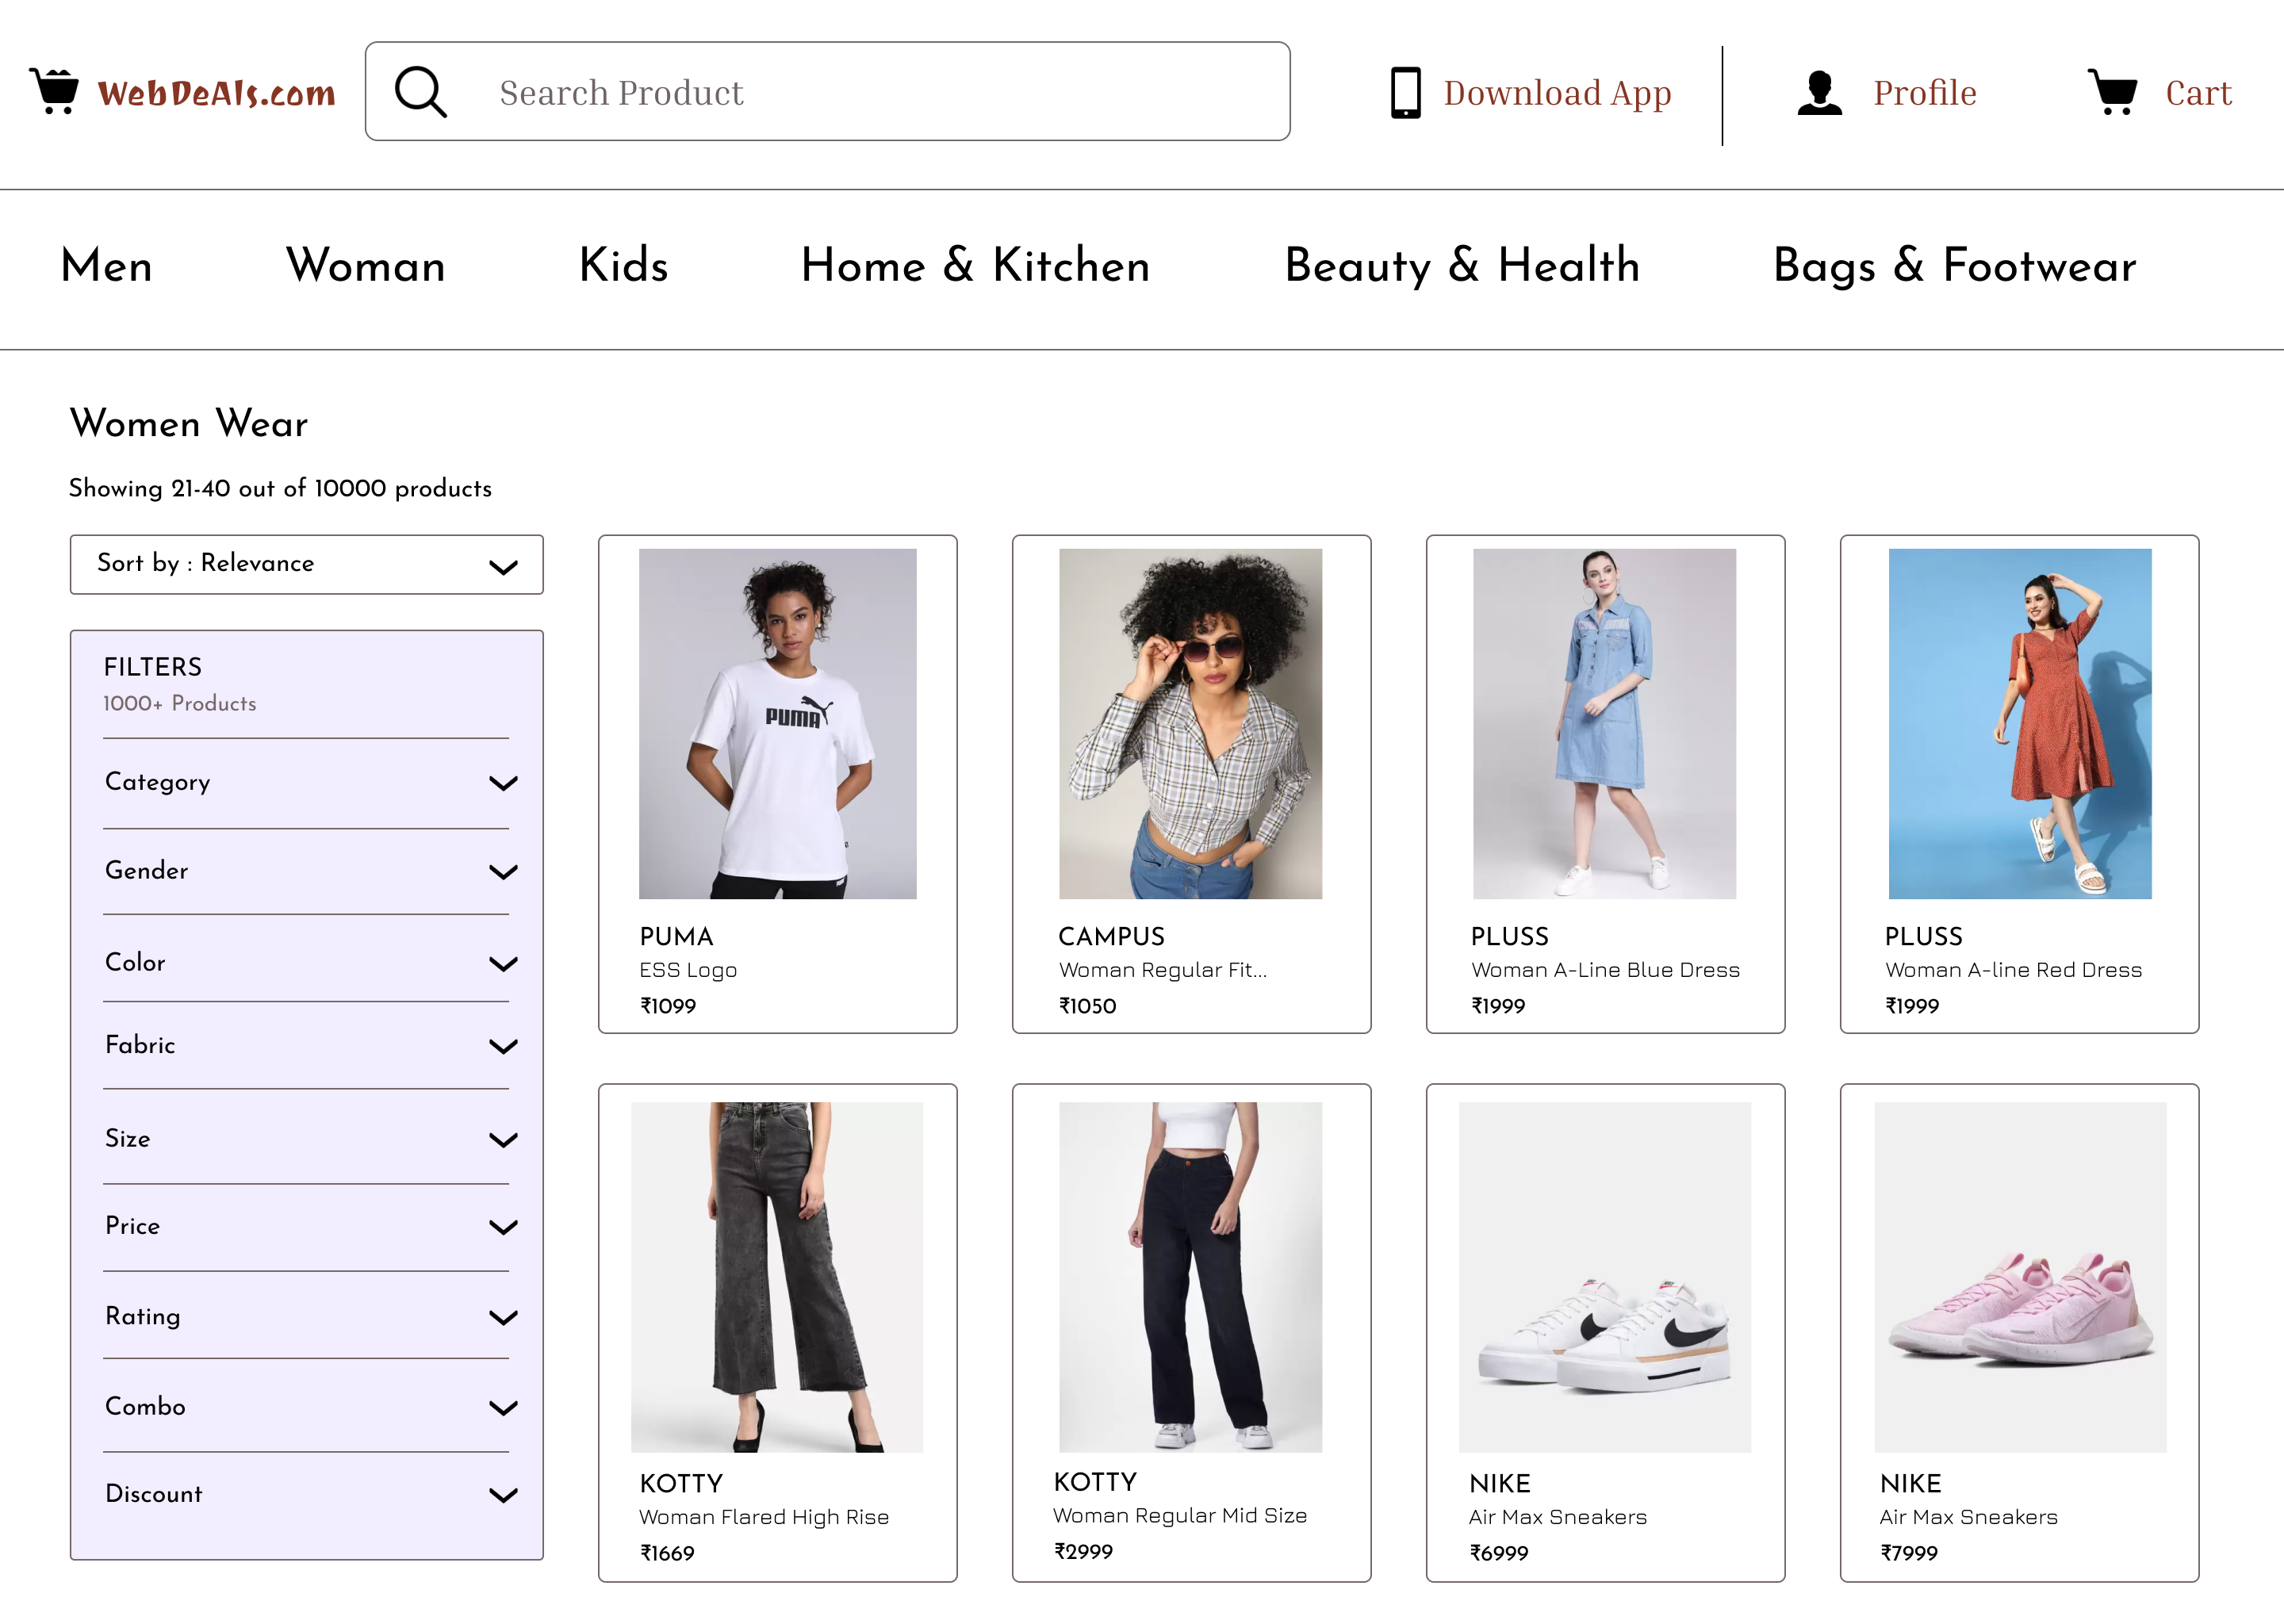 WebDeAls.com
Search Product
Download App
Profile
Cart
Men
Woman
Kids
Home & Kitchen
Beauty & Health
Bags & Footwear
Women Wear
Showing 21-40 out of 10000 products
Sort by : Relevance
FILTERS
1000+ Products
Category
Gender
Color
Fabric
Size
Price
Rating
Combo
Discount
PUMA
PUMA
ESS Logo
₹1099
CAMPUS
Woman Regular Fit...
₹1050
PLUSS
Woman A-Line Blue Dress
₹1999
PLUSS
Woman A-line Red Dress
₹1999
KOTTY
Woman Flared High Rise
₹1669
KOTTY
Woman Regular Mid Size
₹2999
NIKE
Air Max Sneakers
₹6999
NIKE
Air Max Sneakers
₹7999